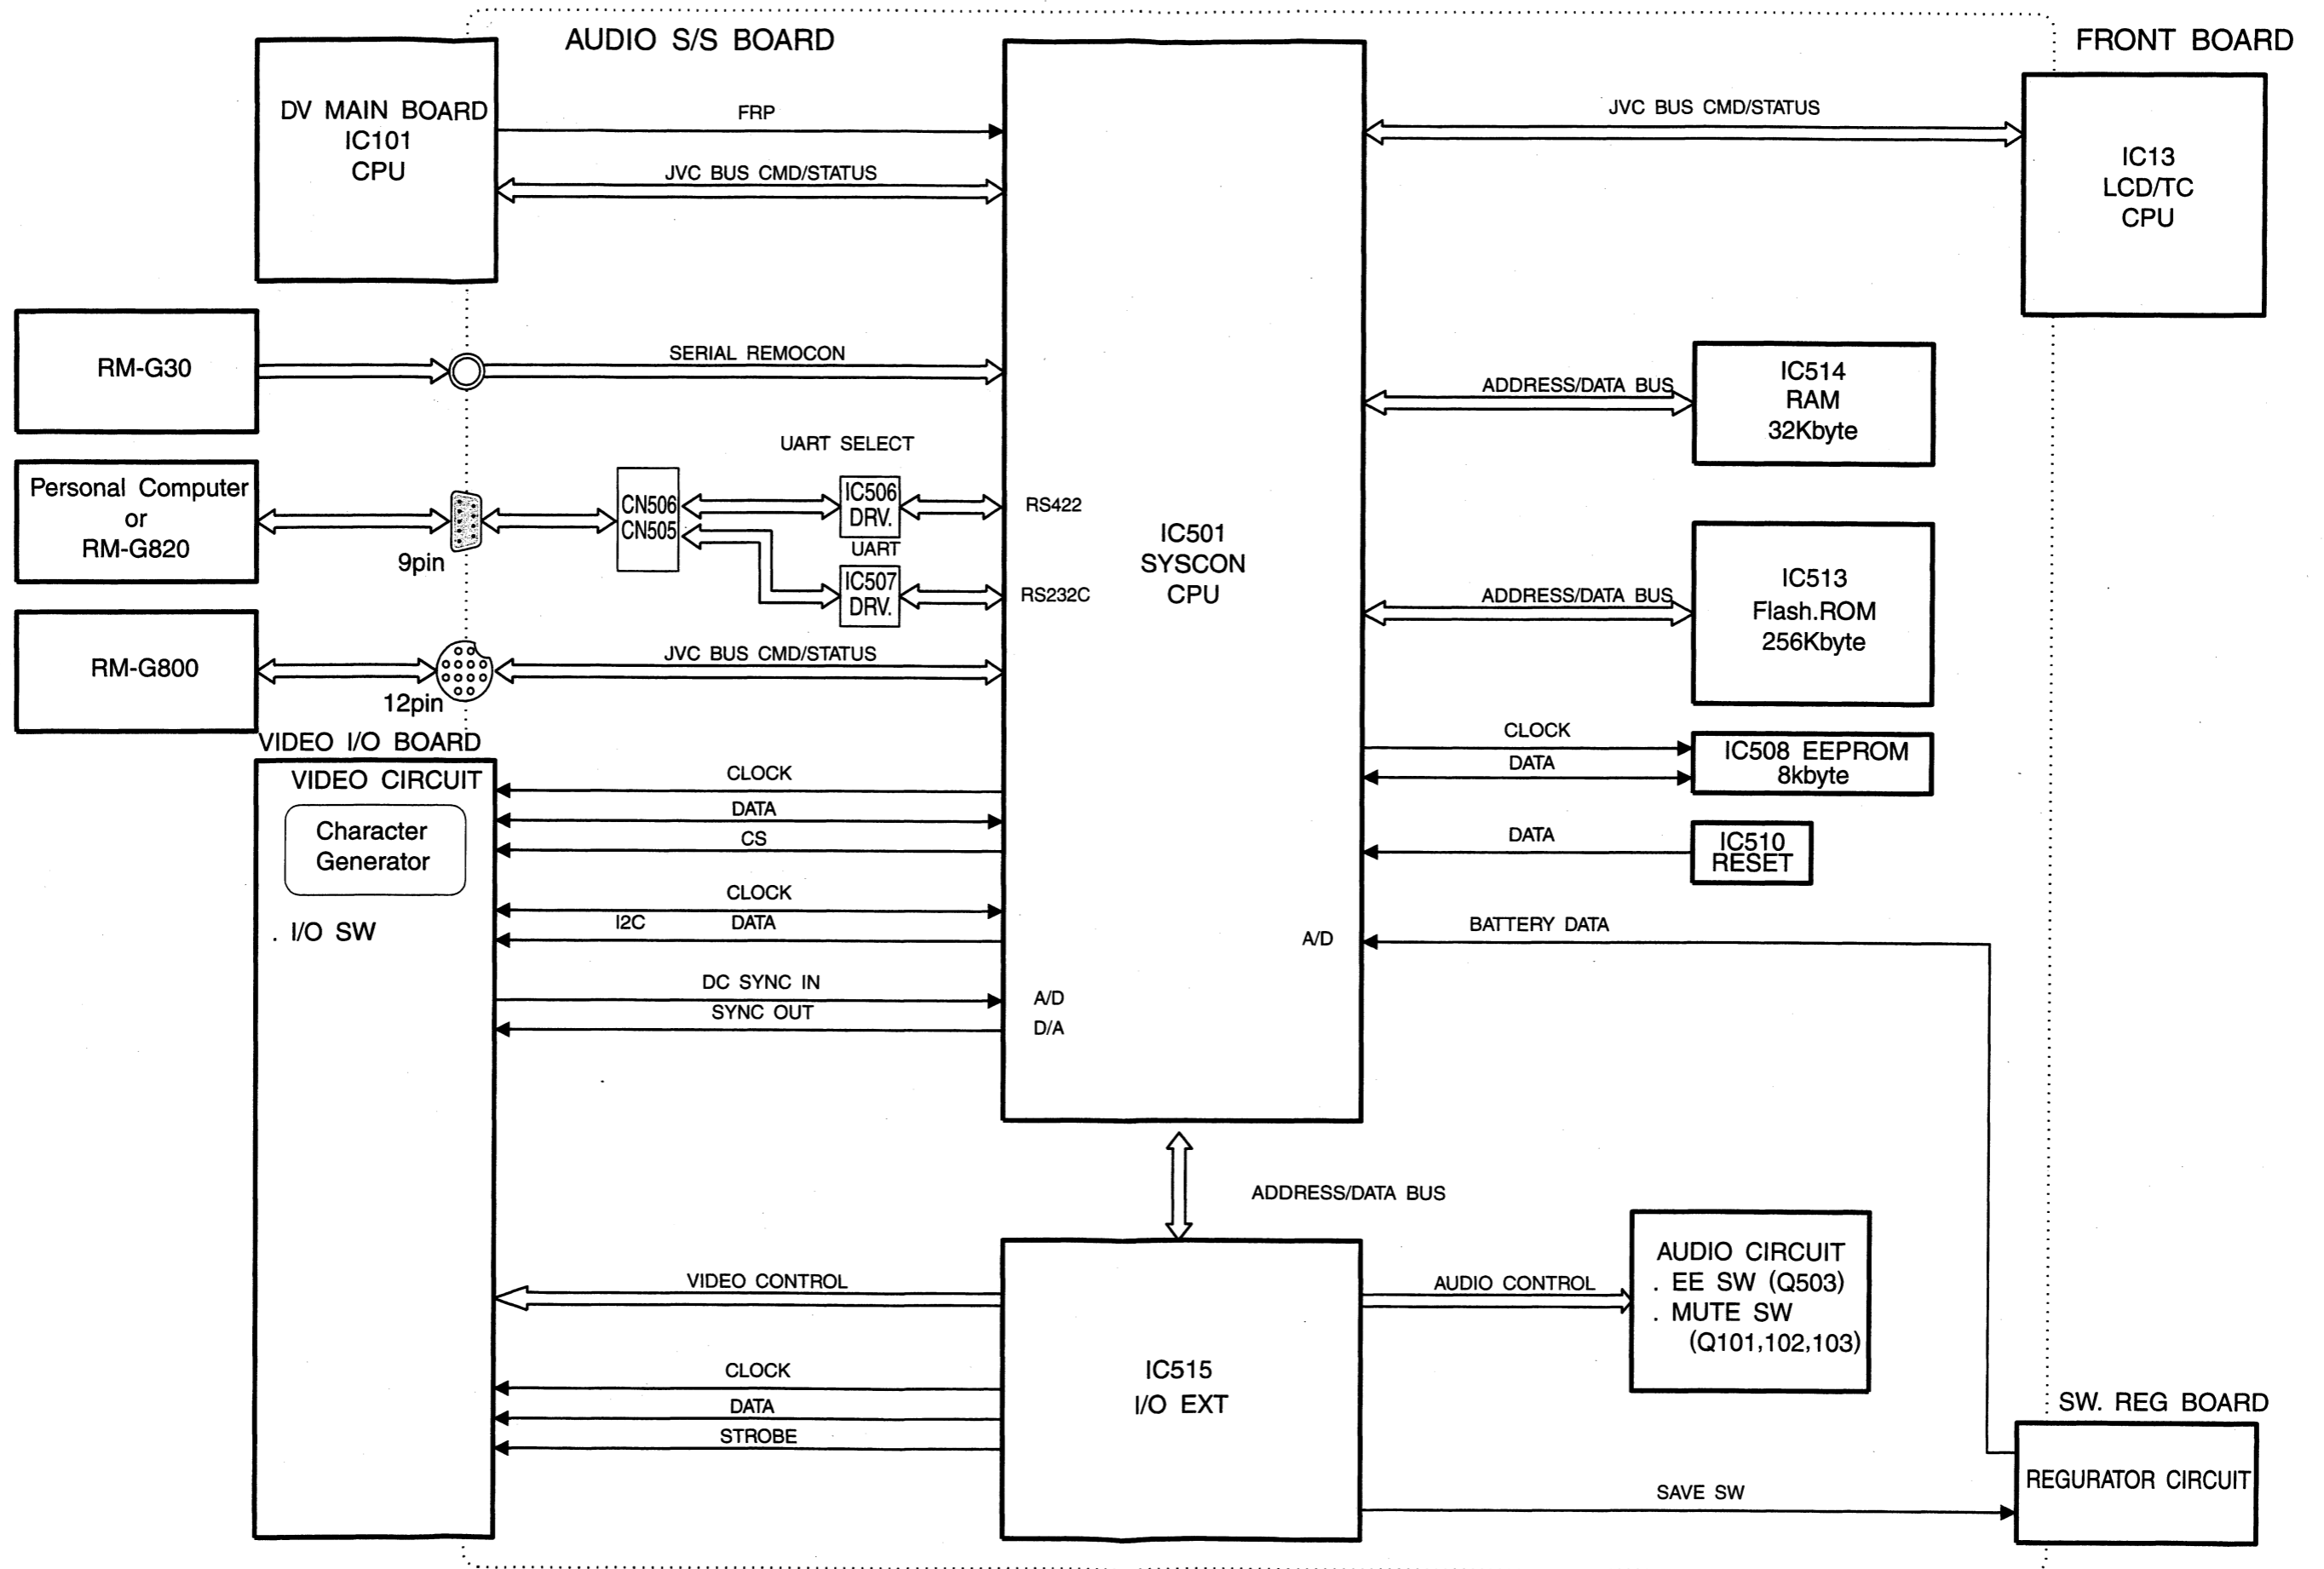 AUDIO S/S BOARD
FRONT BOARD
DV MAIN BOARD
IC101
CPU
FRP
JVC BUS CMD/STATUS
JVC BUS CMD/STATUS
IC13
LCD/TC
CPU
RM-G30
SERIAL REMOCON
ADDRESS/DATA BUS
IC514
RAM
32Kbyte
UART SELECT
Personal Computer
or
RM-G820
9pin
CN506
CN505
IC506
DRV.
UART
IC507
DRV.
RS422
RS232C
IC501
SYSCON
CPU
ADDRESS/DATA BUS
IC513
Flash.ROM
256Kbyte
RM-G800
12pin
JVC BUS CMD/STATUS
CLOCK
DATA
IC508 EEPROM
8kbyte
VIDEO I/O BOARD
VIDEO CIRCUIT
Character
Generator
. I/O SW
CLOCK
DATA
CS
DATA
IC510
RESET
CLOCK
I2C DATA
A/D
BATTERY DATA
DC SYNC IN
A/D
SYNC OUT
D/A
ADDRESS/DATA BUS
VIDEO CONTROL
AUDIO CONTROL
AUDIO CIRCUIT
. EE SW (Q503)
. MUTE SW
(Q101,102,103)
IC515
I/O EXT
CLOCK
DATA
STROBE
SW. REG BOARD
REGURATOR CIRCUIT
SAVE SW